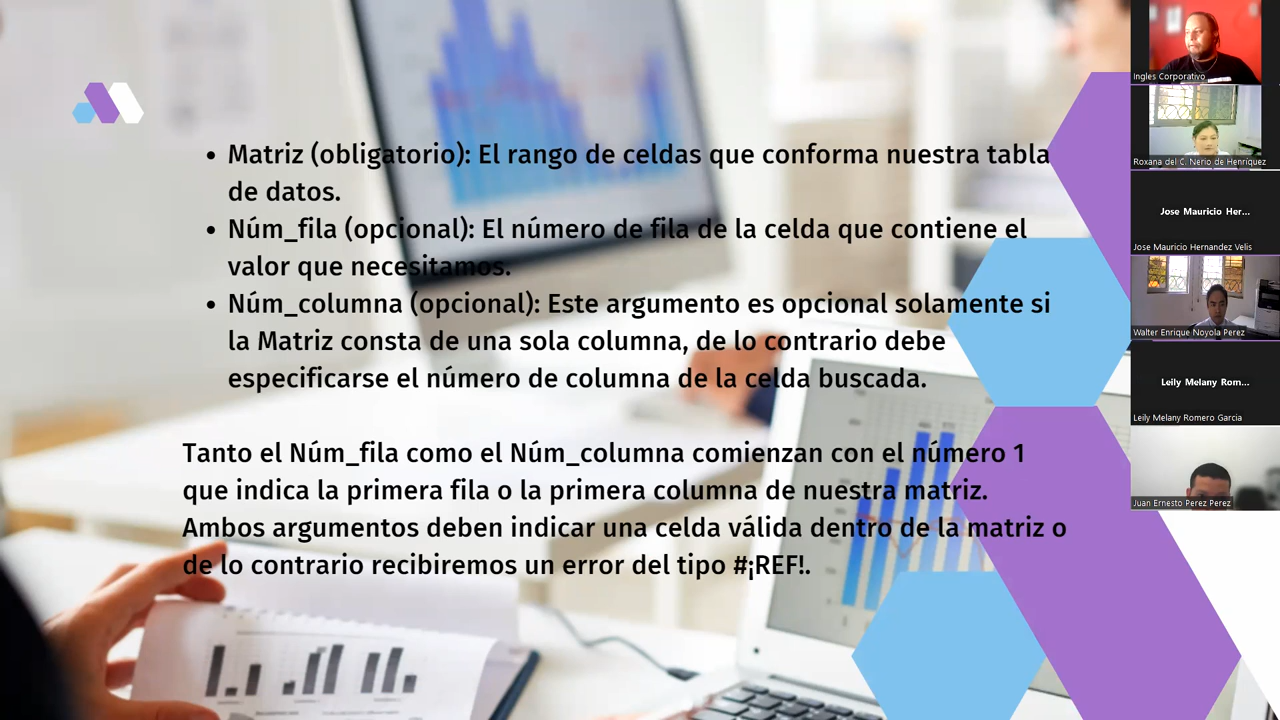 Matriz (obligatorio): El rango de celdas que conforma nuestra tabla
de datos.
Núm_fila (opcional): El número de fila de la celda que contiene el
valor que necesitamos.
Núm_columna (opcional): Este argumento es opcional solamente si
la Matriz consta de una sola columna, de lo contrario debe
especificarse el número de columna de la celda buscada.
Tanto el Núm_fila como el Núm_columna comienzan con el número 1
que indica la primera fila o la primera columna de nuestra matriz.
Ambos argumentos deben indicar una celda válida dentro de la matriz o
de lo contrario recibiremos un error del tipo #¡REF!.
Ingles Corporativo
Roxana del C. Nerio de Henriquez
Jose Mauricio Her...
Jose Mauricio Hernandez Velis
Walter Enrique Noyola Perez
Leily Melany Rom...
Leily Melany Romero Garcia
Juan Ernesto Perez Perez